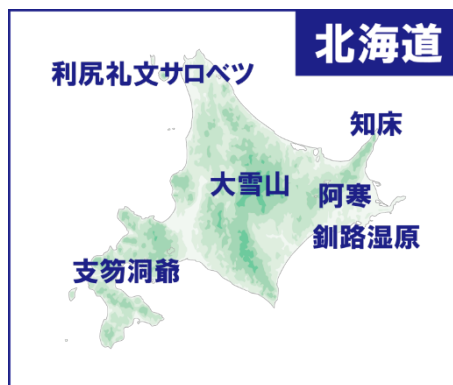 北海道
利尻礼文サロベツ
知床
大雪山
阿寒
釧路湿原
支笏洞爺